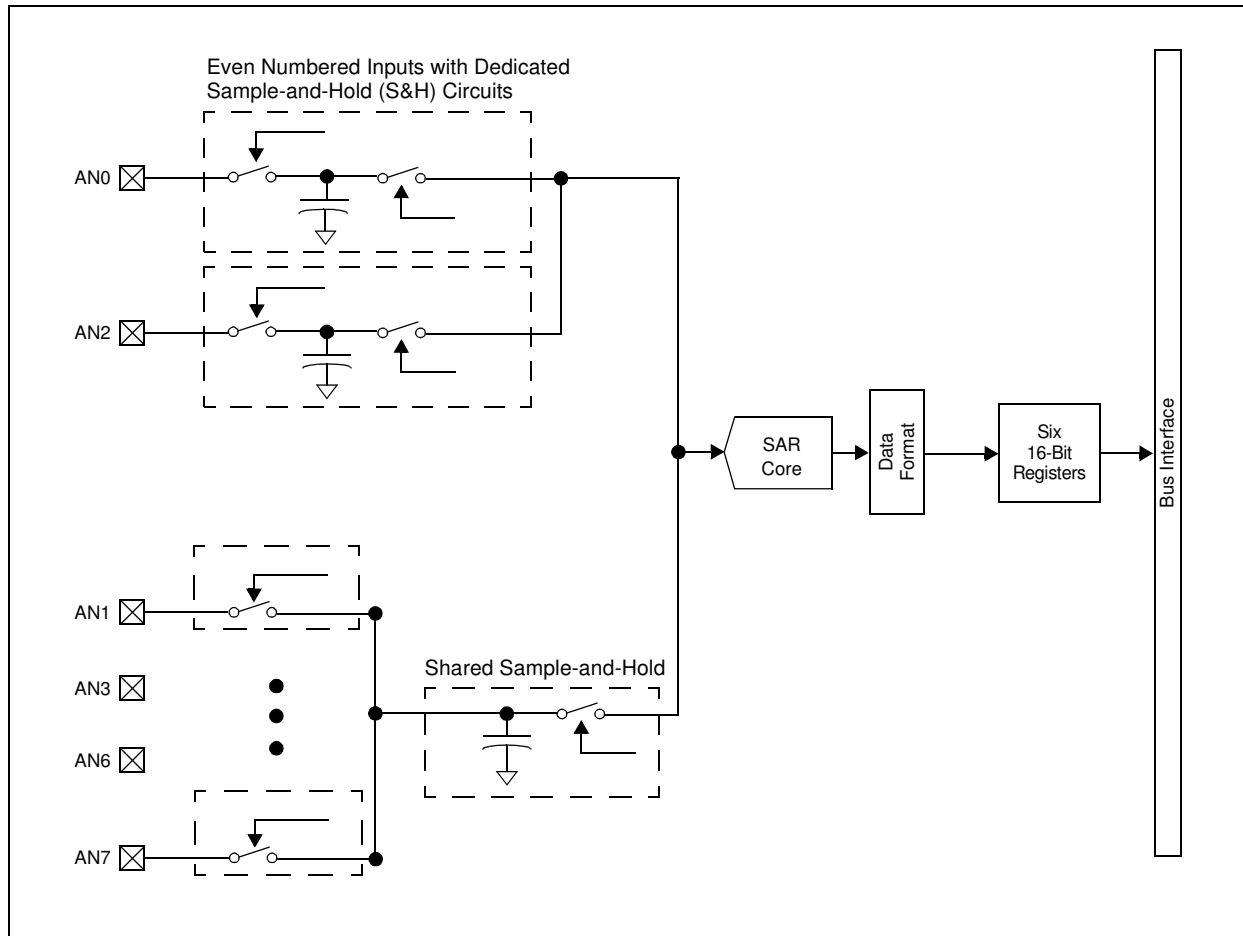 Even Numbered Inputs with Dedicated
Sample-and-Hold (S&H) Circuits
AN0
AN2
SAR
Core
Data
Format
Six
16-Bit
Registers
Bus Interface
AN1
Shared Sample-and-Hold
AN3
AN6
AN7